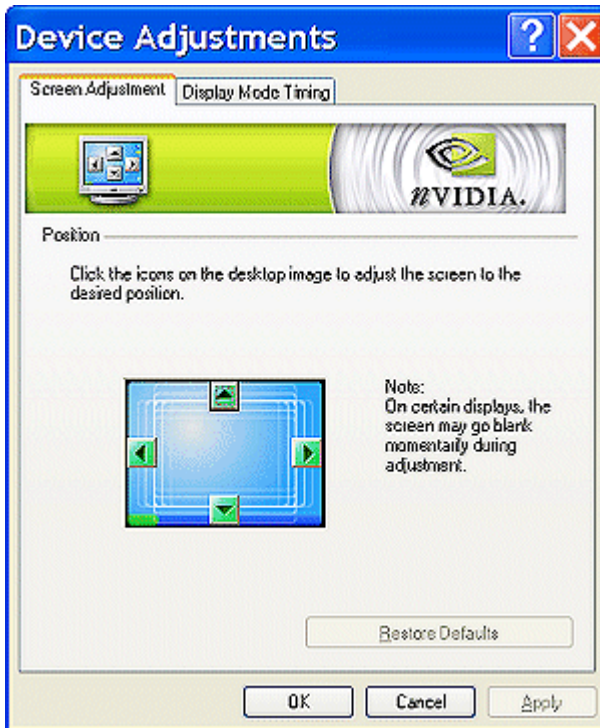 Device Adjustments
Screen Adjustment
Display Mode Timing
nVIDIA.
Position
Click the icons on the desktop image to adjust the screen to the
desired position.
Note:
On certain displays, the
screen may go blank
momentarily during
adjustment.
Restore Defaults
OK
Cancel
Apply